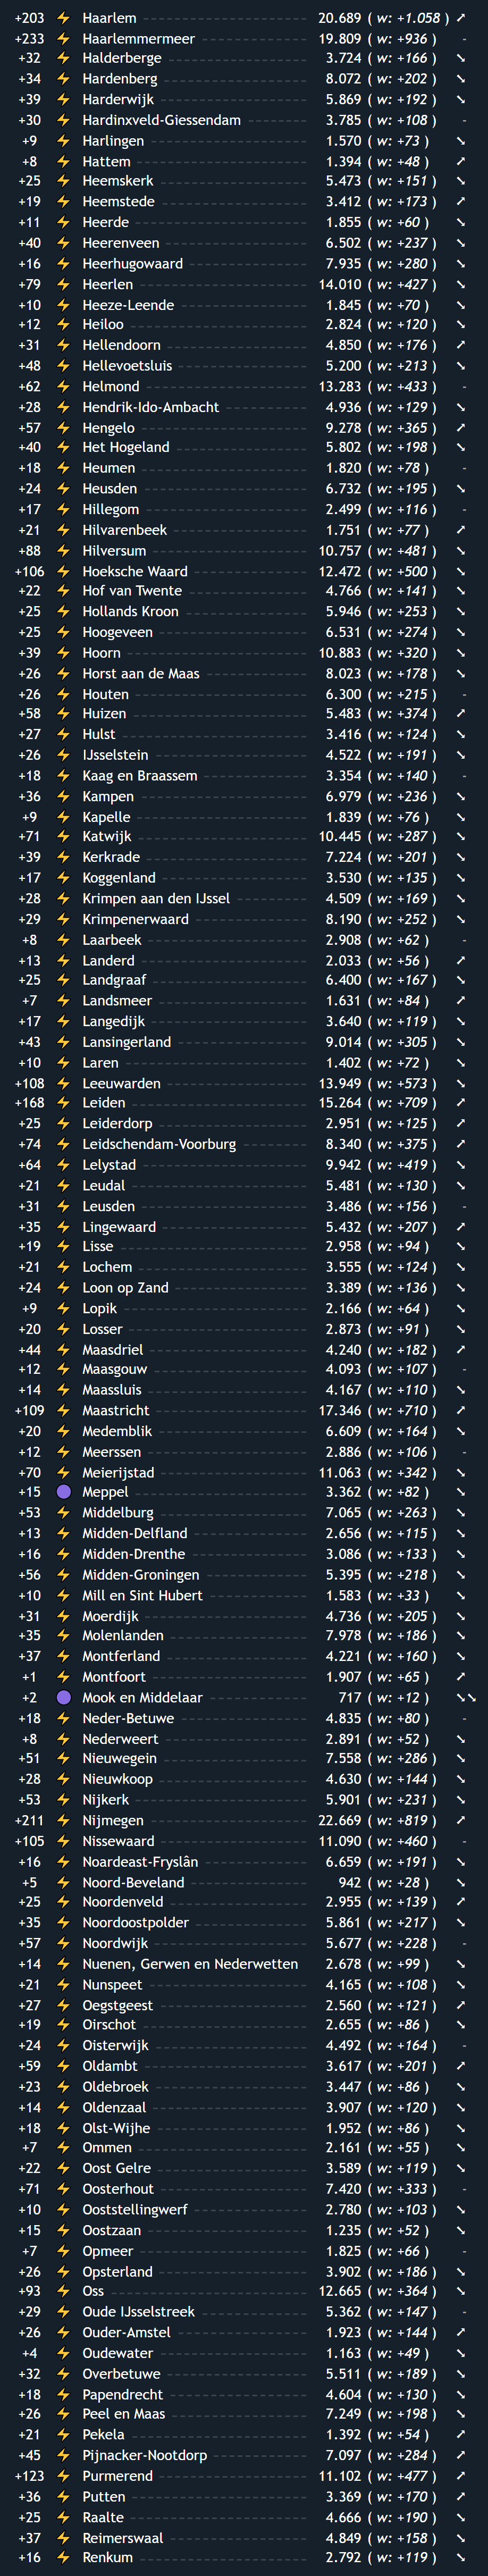 +203 ⚡ Haarlem 20.689 ( w: +1.058 ) ↗
+233 ⚡ Haarlemmermeer 19.809 ( w: +936 ) -
+32 ⚡ Halderberge 3.724 ( w: +166 ) ↘
+34 ⚡ Hardenberg 8.072 ( w: +202 ) ↘
+39 ⚡ Harderwijk 5.869 ( w: +192 ) ↘
+30 ⚡ Hardinxveld-Giessendam 3.785 ( w: +108 ) -
+9 ⚡ Harlingen 1.570 ( w: +73 ) ↘
+8 ⚡ Hattem 1.394 ( w: +48 ) ↗
+25 ⚡ Heemskerk 5.473 ( w: +151 ) ↘
+19 ⚡ Heemstede 3.412 ( w: +173 ) ↗
+11 ⚡ Heerde 1.855 ( w: +60 ) ↘
+40 ⚡ Heerenveen 6.502 ( w: +237 ) ↘
+16 ⚡ Heerhugowaard 7.935 ( w: +280 ) ↘
+79 ⚡ Heerlen 14.010 ( w: +427 ) ↘
+10 ⚡ Heeze-Leende 1.845 ( w: +70 ) ↘
+12 ⚡ Heiloo 2.824 ( w: +120 ) ↘
+31 ⚡ Hellendoorn 4.850 ( w: +176 ) ↗
+48 ⚡ Hellevoetsluis 5.200 ( w: +213 ) ↘
+62 ⚡ Helmond 13.283 ( w: +433 ) -
+28 ⚡ Hendrik-Ido-Ambacht 4.936 ( w: +129 ) ↘
+57 ⚡ Hengelo 9.278 ( w: +365 ) ↗
+40 ⚡ Het Hogeland 5.802 ( w: +198 ) ↘
+18 ⚡ Heumen 1.820 ( w: +78 ) -
+24 ⚡ Heusden 6.732 ( w: +195 ) ↘
+17 ⚡ Hillegom 2.499 ( w: +116 ) -
+21 ⚡ Hilvarenbeek 1.751 ( w: +77 ) ↗
+88 ⚡ Hilversum 10.757 ( w: +481 ) ↘
+106 ⚡ Hoeksche Waard 12.472 ( w: +500 ) ↘
+22 ⚡ Hof van Twente 4.766 ( w: +141 ) ↘
+25 ⚡ Hollands Kroon 5.946 ( w: +253 ) ↘
+25 ⚡ Hoogeveen 6.531 ( w: +274 ) ↘
+39 ⚡ Hoorn 10.883 ( w: +320 ) ↘
+26 ⚡ Horst aan de Maas 8.023 ( w: +178 ) ↘
+26 ⚡ Houten 6.300 ( w: +215 ) -
+58 ⚡ Huizen 5.483 ( w: +374 ) ↗
+27 ⚡ Hulst 3.416 ( w: +124 ) ↘
+26 ⚡ IJsselstein 4.522 ( w: +191 ) ↘
+18 ⚡ Kaag en Braassem 3.354 ( w: +140 ) -
+36 ⚡ Kampen 6.979 ( w: +236 ) ↘
+9 ⚡ Kapelle 1.839 ( w: +76 ) ↘
+71 ⚡ Katwijk 10.445 ( w: +287 ) ↘
+39 ⚡ Kerkrade 7.224 ( w: +201 ) ↘
+17 ⚡ Koggenland 3.530 ( w: +135 ) ↘
+28 ⚡ Krimpen aan den IJssel 4.509 ( w: +169 ) ↘
+29 ⚡ Krimpenerwaard 8.190 ( w: +252 ) ↘
+8 ⚡ Laarbeek 2.908 ( w: +62 ) -
+13 ⚡ Landerd 2.033 ( w: +56 ) ↗
+25 ⚡ Landgraaf 6.400 ( w: +167 ) ↘
+7 ⚡ Landsmeer 1.631 ( w: +84 ) ↗
+17 ⚡ Langedijk 3.640 ( w: +119 ) ↘
+43 ⚡ Lansingerland 9.014 ( w: +305 ) ↘
+10 ⚡ Laren 1.402 ( w: +72 ) ↘
+108 ⚡ Leeuwarden 13.949 ( w: +573 ) ↘
+168 ⚡ Leiden 15.264 ( w: +709 ) ↗
+25 ⚡ Leiderdorp 2.951 ( w: +125 ) ↗
+74 ⚡ Leidschendam-Voorburg 8.340 ( w: +375 ) ↗
+64 ⚡ Lelystad 9.942 ( w: +419 ) ↘
+21 ⚡ Leudal 5.481 ( w: +130 ) ↘
+31 ⚡ Leusden 3.486 ( w: +156 ) -
+35 ⚡ Lingewaard 5.432 ( w: +207 ) ↗
+19 ⚡ Lisse 2.958 ( w: +94 ) ↘
+21 ⚡ Lochem 3.555 ( w: +124 ) ↘
+24 ⚡ Loon op Zand 3.389 ( w: +136 ) ↘
+9 ⚡ Lopik 2.166 ( w: +64 ) ↘
+20 ⚡ Losser 2.873 ( w: +91 ) ↘
+44 ⚡ Maasdriel 4.240 ( w: +182 ) ↗
+12 ⚡ Maasgouw 4.093 ( w: +107 ) -
+14 ⚡ Maassluis 4.167 ( w: +110 ) ↘
+109 ⚡ Maastricht 17.346 ( w: +710 ) ↗
+20 ⚡ Medemblik 6.609 ( w: +164 ) ↘
+12 ⚡ Meerssen 2.886 ( w: +106 ) -
+70 ⚡ Meierijstad 11.063 ( w: +342 ) ↘
+15 🟣 Meppel 3.362 ( w: +82 ) ↘
+53 ⚡ Middelburg 7.065 ( w: +263 ) ↘
+13 ⚡ Midden-Delfland 2.656 ( w: +115 ) ↘
+16 ⚡ Midden-Drenthe 3.086 ( w: +133 ) ↘
+56 ⚡ Midden-Groningen 5.395 ( w: +218 ) ↘
+10 ⚡ Mill en Sint Hubert 1.583 ( w: +33 ) ↘
+31 ⚡ Moerdijk 4.736 ( w: +205 ) ↘
+35 ⚡ Molenlanden 7.978 ( w: +186 ) ↘
+37 ⚡ Montferland 4.221 ( w: +160 ) ↘
+1 ⚡ Montfoort 1.907 ( w: +65 ) ↗
+2 🟣 Mook en Middelaar 717 ( w: +12 ) ↘↘
+18 ⚡ Neder-Betuwe 4.835 ( w: +80 ) -
+8 ⚡ Nederweert 2.891 ( w: +52 ) ↘
+51 ⚡ Nieuwegein 7.558 ( w: +286 ) ↘
+28 ⚡ Nieuwkoop 4.630 ( w: +144 ) ↘
+53 ⚡ Nijkerk 5.901 ( w: +231 ) ↘
+211 ⚡ Nijmegen 22.669 ( w: +819 ) ↗
+105 ⚡ Nissewaard 11.090 ( w: +460 ) -
+16 ⚡ Noardeast-Fryslân 6.659 ( w: +191 ) ↘
+5 ⚡ Noord-Beveland 942 ( w: +28 ) ↘
+25 ⚡ Noordenveld 2.955 ( w: +139 ) ↗
+35 ⚡ Noordoostpolder 5.861 ( w: +217 ) ↘
+57 ⚡ Noordwijk 5.677 ( w: +228 ) -
+14 ⚡ Nuenen, Gerwen en Nederwetten 2.678 ( w: +99 ) ↘
+21 ⚡ Nunspeet 4.165 ( w: +108 ) ↘
+27 ⚡ Oegstgeest 2.560 ( w: +121 ) ↗
+19 ⚡ Oirschot 2.655 ( w: +86 ) ↘
+24 ⚡ Oisterwijk 4.492 ( w: +164 ) -
+59 ⚡ Oldambt 3.617 ( w: +201 ) ↗
+23 ⚡ Oldebroek 3.447 ( w: +86 ) ↘
+14 ⚡ Oldenzaal 3.907 ( w: +120 ) ↘
+18 ⚡ Olst-Wijhe 1.952 ( w: +86 ) ↘
+7 ⚡ Ommen 2.161 ( w: +55 ) ↘
+22 ⚡ Oost Gelre 3.589 ( w: +119 ) ↘
+71 ⚡ Oosterhout 7.420 ( w: +333 ) -
+10 ⚡ Ooststellingwerf 2.780 ( w: +103 ) ↘
+15 ⚡ Oostzaan 1.235 ( w: +52 ) ↘
+7 ⚡ Opmeer 1.825 ( w: +66 ) -
+26 ⚡ Opsterland 3.902 ( w: +186 ) ↘
+93 ⚡ Oss 12.665 ( w: +364 ) ↘
+29 ⚡ Oude IJsselstreek 5.362 ( w: +147 ) -
+26 ⚡ Ouder-Amstel 1.923 ( w: +144 ) ↗
+4 ⚡ Oudewater 1.163 ( w: +49 ) ↘
+32 ⚡ Overbetuwe 5.511 ( w: +189 ) ↘
+18 ⚡ Papendrecht 4.604 ( w: +130 ) ↘
+26 ⚡ Peel en Maas 7.249 ( w: +198 ) ↘
+21 ⚡ Pekela 1.392 ( w: +54 ) ↗
+45 ⚡ Pijnacker-Nootdorp 7.097 ( w: +284 ) ↗
+123 ⚡ Purmerend 11.102 ( w: +477 ) ↗
+36 ⚡ Putten 3.369 ( w: +170 ) ↗
+25 ⚡ Raalte 4.666 ( w: +190 ) ↘
+37 ⚡ Reimerswaal 4.849 ( w: +158 ) ↘
+16 ⚡ Renkum 2.792 ( w: +119 ) ↘